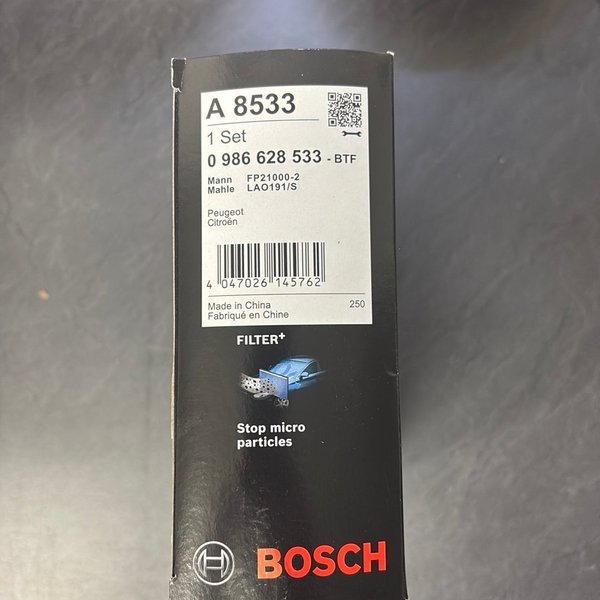 A 8533
1 Set
0 986 628 533 - BTF
Mann FP21000-2
Mahle LAO191/S
Peugeot
Citroën
4 047026 145762
Made in China 250
Fabriqué en Chine
FILTER+
Stop micro
particles
BOSCH